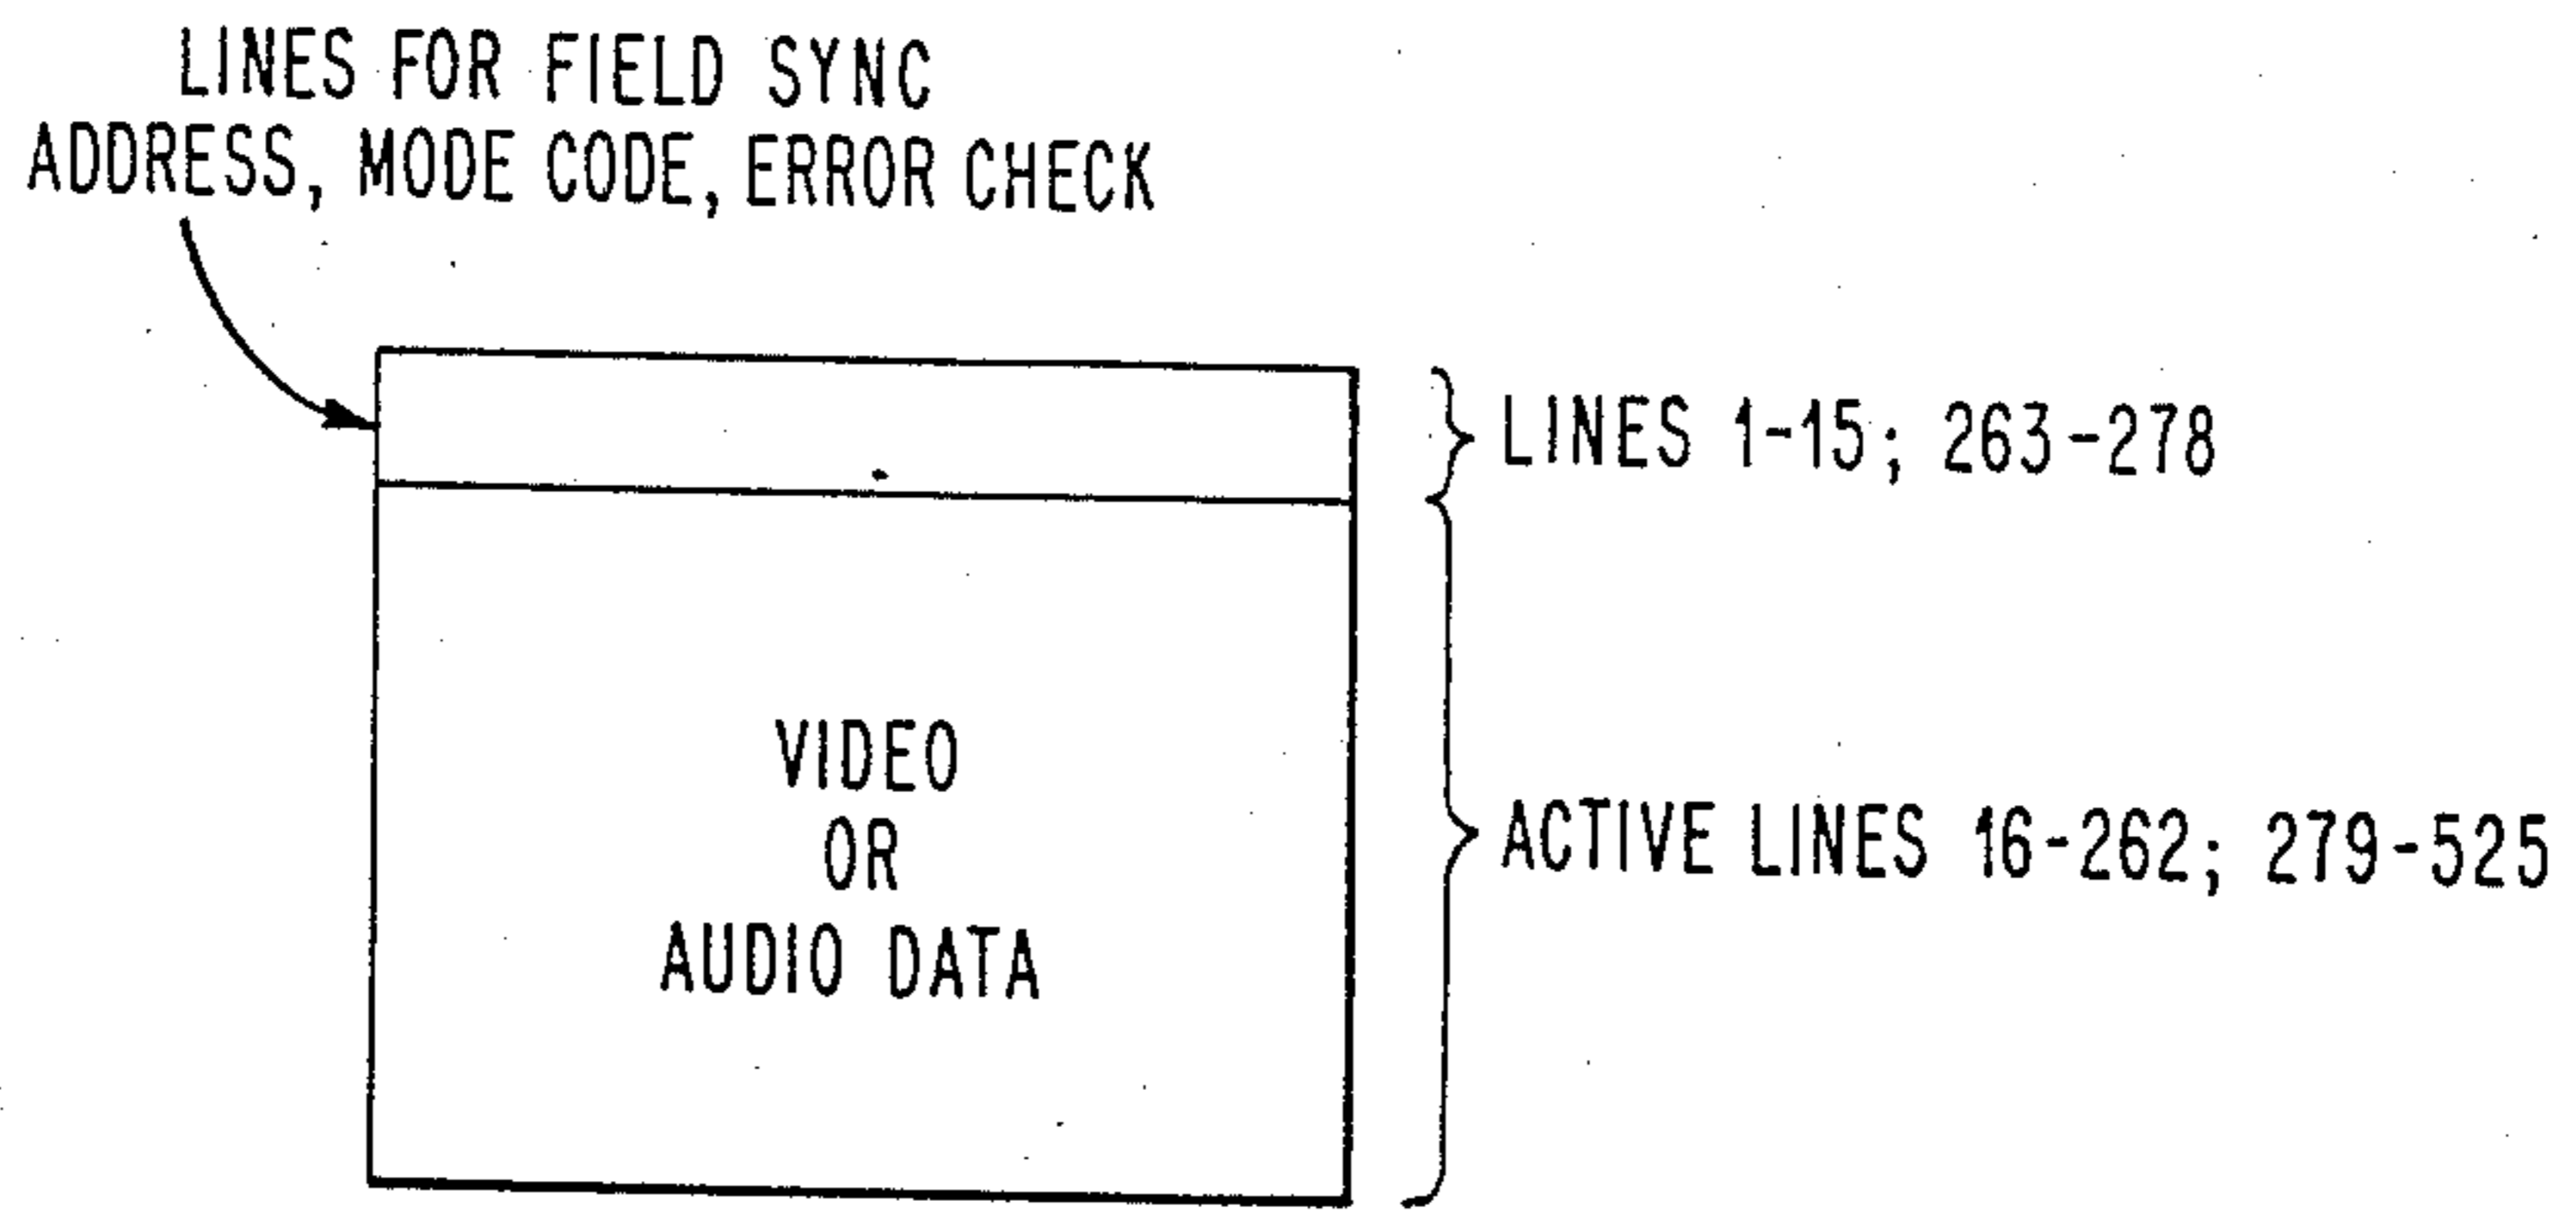 LINES FOR FIELD SYNC
ADDRESS, MODE CODE, ERROR CHECK
LINES 1-15; 263-278
VIDEO
OR
AUDIO DATA
ACTIVE LINES 16-262; 279-525